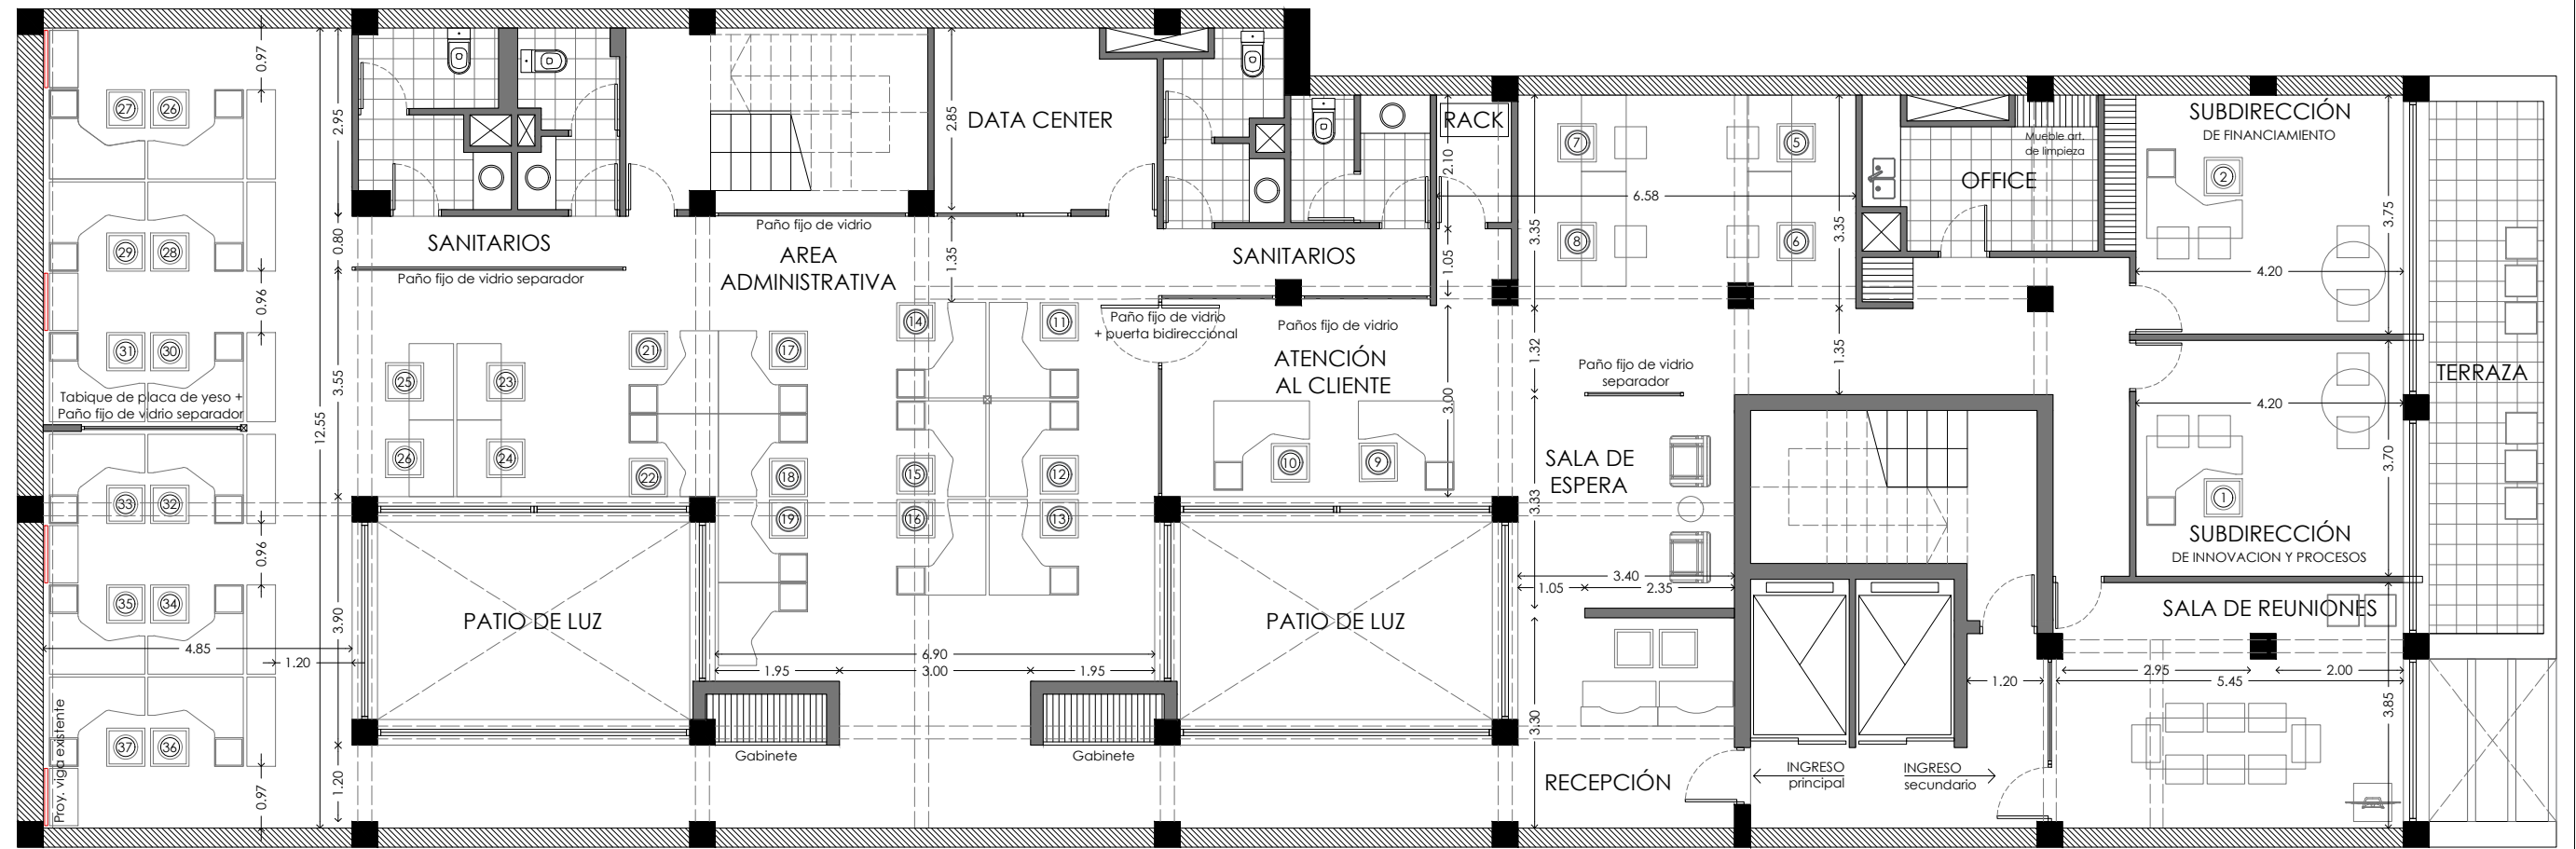 27
26
29
28
31
30
Tabique de placa de yeso +
Paño fijo de vidrio separador
33
32
35
34
37
36
Proy. viga existente
0.97
0.96
0.96
0.97
4.85
1.20
12.55
2.95
0.80
3.55
3.90
1.20
SANITARIOS
Paño fijo de vidrio separador
25
23
26
24
PATIO DE LUZ
Paño fijo de vidrio
AREA
ADMINISTRATIVA
21
17
22
18
19
14
11
15
12
16
13
6.90
1.95
3.00
1.95
Gabinete
Gabinete
2.85
DATA CENTER
1.35
SANITARIOS
Paño fijo de vidrio
+ puerta bidireccional
Paños fijo de vidrio
ATENCIÓN
AL CLIENTE
10
9
PATIO DE LUZ
RACK
2.10
1.05
3.00
7
5
8
6
6.58
3.35
1.32
3.33
3.30
3.35
1.35
Paño fijo de vidrio
separador
SALA DE
ESPERA
3.40
1.05
2.35
RECEPCIÓN
INGRESO
principal
INGRESO
secundario
1.20
Mueble art.
de limpieza
OFFICE
SUBDIRECCIÓN
DE FINANCIAMIENTO
2
3.75
4.20
4.20
3.70
1
SUBDIRECCIÓN
DE INNOVACION Y PROCESOS
SALA DE REUNIONES
2.95
2.00
5.45
3.85
TERRAZA